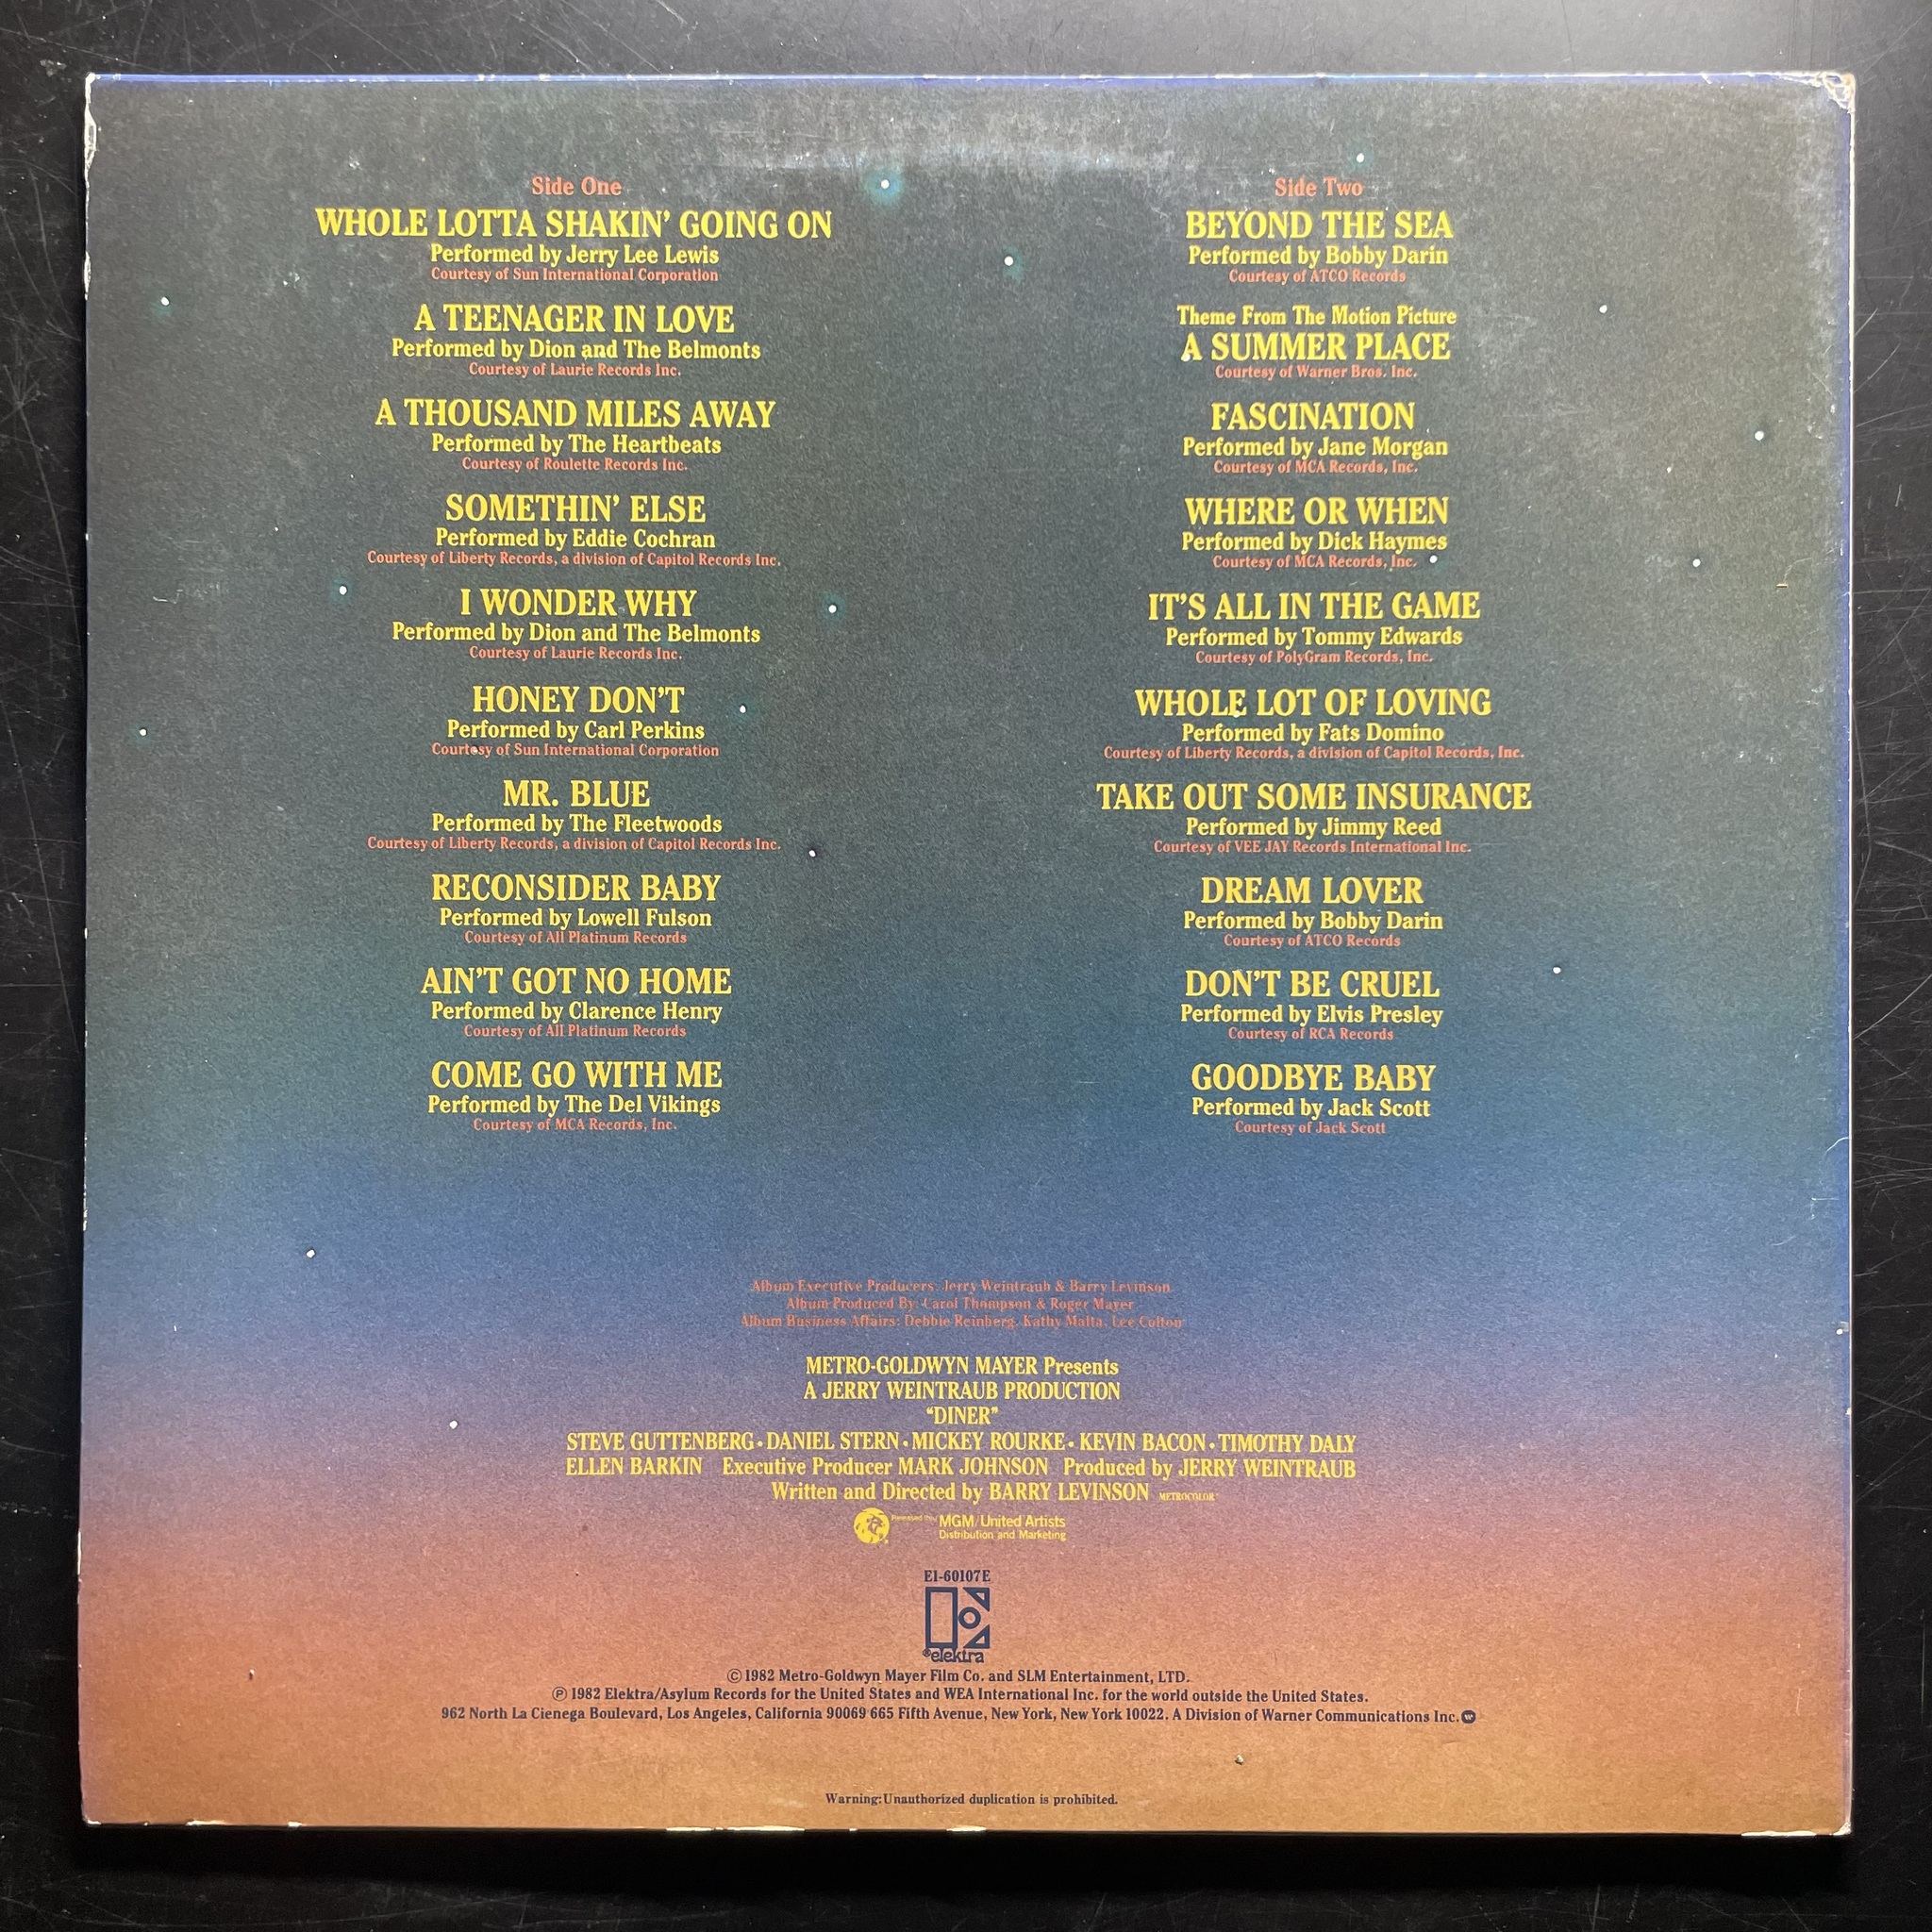 Side One
WHOLE LOTTA SHAKIN' GOING ON
Performed by Jerry Lee Lewis
Courtesy of Sun International Corporation
A TEENAGER IN LOVE
Performed by Dion and The Belmonts
Courtesy of Laurie Records Inc.
A THOUSAND MILES AWAY
Performed by The Heartbeats
Courtesy of Roulette Records Inc.
SOMETHIN' ELSE
Performed by Eddie Cochran
Courtesy of Liberty Records, a division of Capitol Records Inc.
I WONDER WHY
Performed by Dion and The Belmonts
Courtesy of Laurie Records Inc.
HONEY DON'T
Performed by Carl Perkins
Courtesy of Sun International Corporation
MR. BLUE
Performed by The Fleetwoods
Courtesy of Liberty Records, a division of Capitol Records Inc.
RECONSIDER BABY
Performed by Lowell Fulson
Courtesy of All Platinum Records
AIN'T GOT NO HOME
Performed by Clarence Henry
Courtesy of All Platinum Records
COME GO WITH ME
Performed by The Del Vikings
Courtesy of MCA Records, Inc.
Side Two
BEYOND THE SEA
Performed by Bobby Darin
Courtesy of ATCO Records
Theme From The Motion Picture
A SUMMER PLACE
Courtesy of Warner Bros. Inc.
FASCINATION
Performed by Jane Morgan
Courtesy of MCA Records, Inc.
WHERE OR WHEN
Performed by Dick Haymes
Courtesy of MCA Records, Inc.
IT'S ALL IN THE GAME
Performed by Tommy Edwards
Courtesy of PolyGram Records, Inc.
WHOLE LOT OF LOVING
Performed by Fats Domino
Courtesy of Liberty Records, a division of Capitol Records, Inc.
TAKE OUT SOME INSURANCE
Performed by Jimmy Reed
Courtesy of VEE JAY Records International Inc.
DREAM LOVER
Performed by Bobby Darin
Courtesy of ATCO Records
DON'T BE CRUEL
Performed by Elvis Presley
Courtesy of RCA Records
GOODBYE BABY
Performed by Jack Scott
Courtesy of Jack Scott
Album Executive Producers: Jerry Weintraub & Barry Levinson
Album Produced By: Carol Thompson & Roger Mayer
Album Business Affairs: Debbie Reinberg, Kathy Malta, Lee Colton
METRO-GOLDWYN MAYER Presents
A JERRY WEINTRAUB PRODUCTION
"DINER"
STEVE GUTTENBERG • DANIEL STERN • MICKEY ROURKE • KEVIN BACON • TIMOTHY DALY
ELLEN BARKIN Executive Producer MARK JOHNSON Produced by JERRY WEINTRAUB
Written and Directed by BARRY LEVINSON METROCOLOR®
Released thru MGM/United Artists
Distribution and Marketing
E1-60107E
®elektra
© 1982 Metro-Goldwyn Mayer Film Co. and SLM Entertainment, LTD.
℗ 1982 Elektra/Asylum Records for the United States and WEA International Inc. for the world outside the United States.
962 North La Cienega Boulevard, Los Angeles, California 90069 665 Fifth Avenue, New York, New York 10022. A Division of Warner Communications Inc.
Warning: Unauthorized duplication is prohibited.